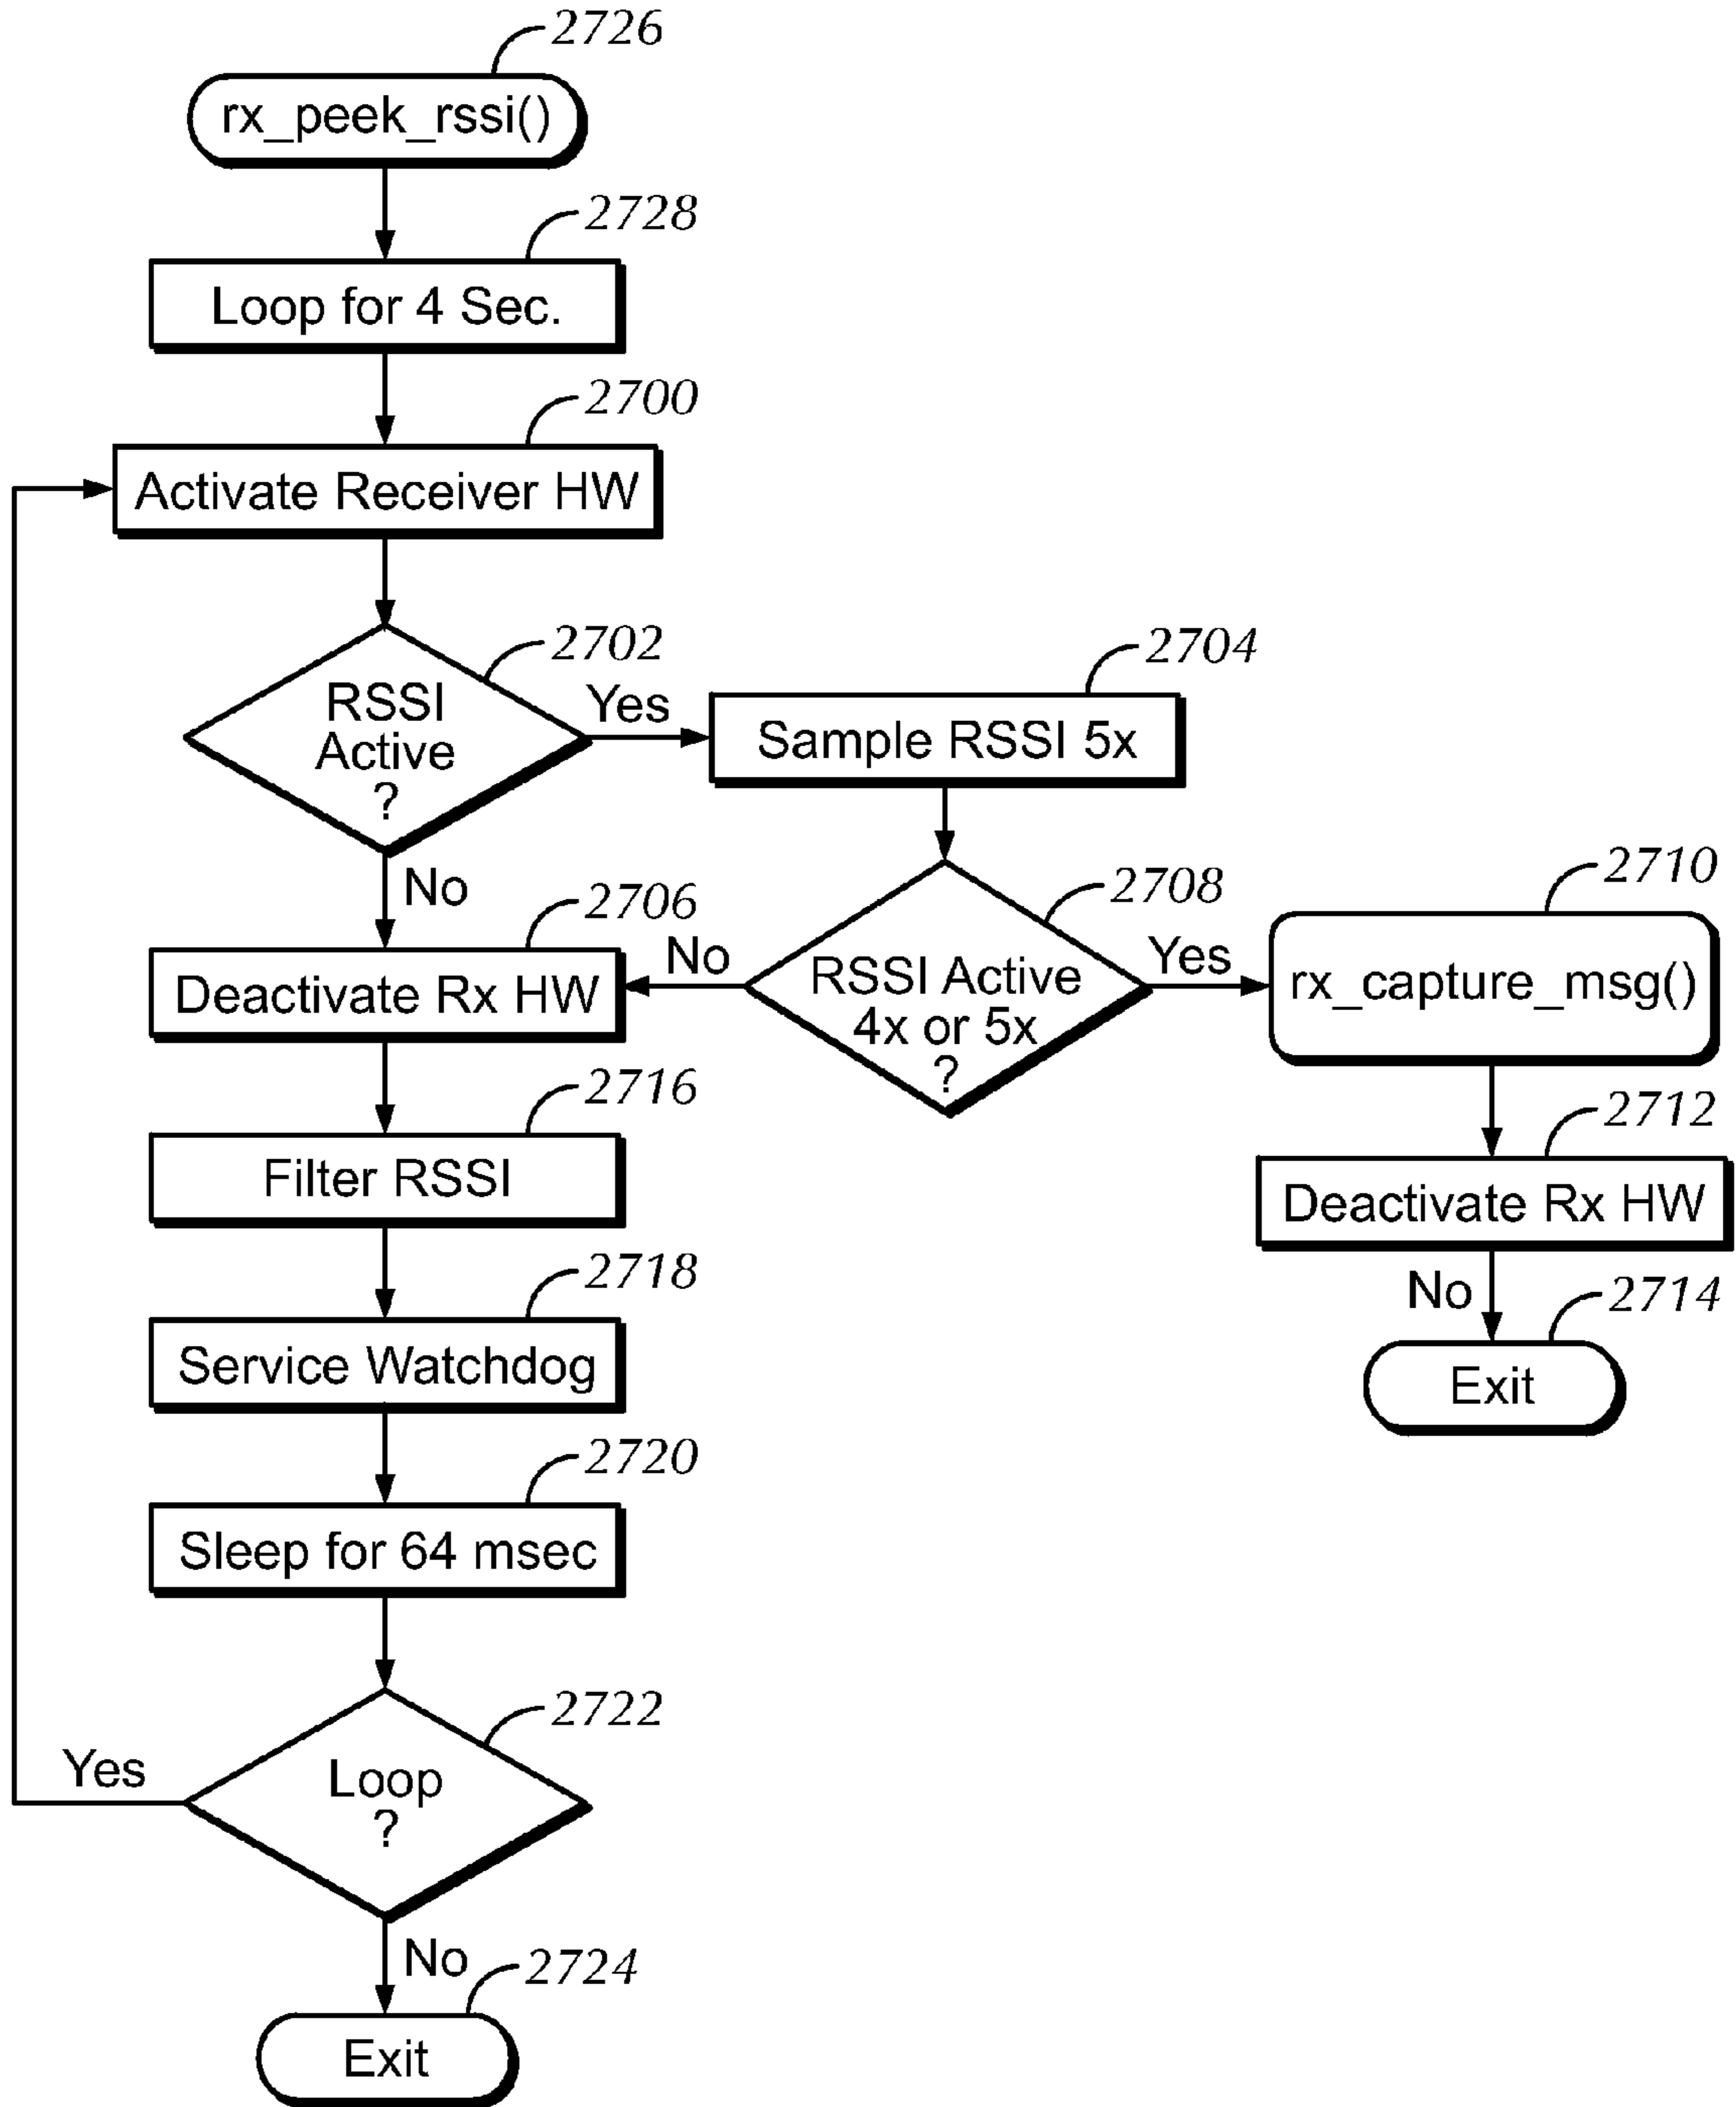 2726
rx_peek_rssi()
2728
Loop for 4 Sec.
2700
Activate Receiver HW
2702
RSSI
Active
?
Yes
No
2704
Sample RSSI 5x
2706
Deactivate Rx HW
No
2708
RSSI Active
4x or 5x
?
Yes
2710
rx_capture_msg()
2712
Deactivate Rx HW
No
2714
Exit
2716
Filter RSSI
2718
Service Watchdog
2720
Sleep for 64 msec
2722
Loop
?
Yes
No
2724
Exit